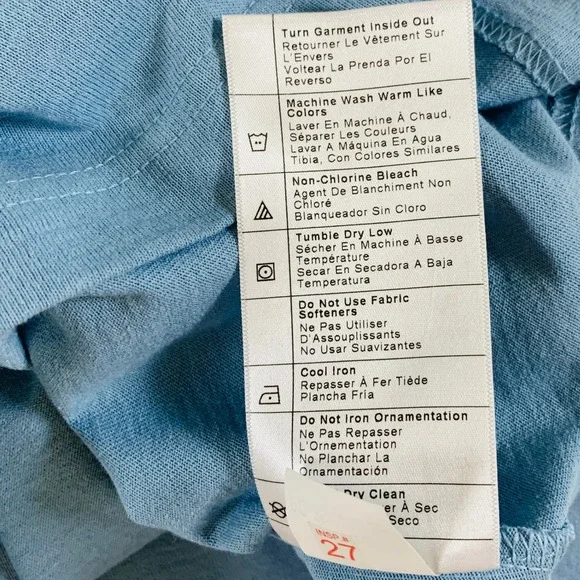 Turn Garment Inside Out
Retourner Le Vêtement Sur
L'Envers
Voltear La Prenda Por El
Reverso
Machine Wash Warm Like
Colors
Laver En Machine À Chaud,
Séparer Les Couleurs
Lavar A Máquina En Agua
Tibia, Con Colores Similares
Non-Chlorine Bleach
Agent De Blanchiment Non
Chloré
Blanqueador Sin Cloro
Tumble Dry Low
Sécher En Machine À Basse
Température
Secar En Secadora A Baja
Temperatura
Do Not Use Fabric
Softeners
Ne Pas Utiliser
D'Assouplissants
No Usar Suavizantes
Cool Iron
Repasser À Fer Tiède
Plancha Fría
Do Not Iron Ornamentation
Ne Pas Repasser
L'Ornementation
No Planchar La
Ornamentación
Dry Clean
À Sec
Seco
INSP.#
27